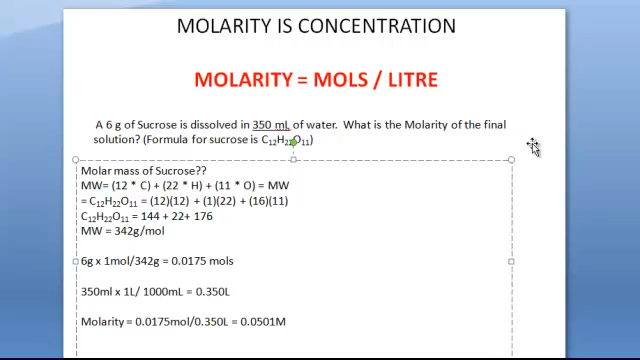 MOLARITY IS CONCENTRATION
MOLARITY = MOLS / LITRE
A 6 g of Sucrose is dissolved in 350 mL of water. What is the Molarity of the final
solution? (Formula for sucrose is C₁₂H₂₂O₁₁)
Molar mass of Sucrose??
MW= (12 * C) + (22 * H) + (11 * O) = MW
= C₁₂H₂₂O₁₁ = (12)(12) + (1)(22) + (16)(11)
C₁₂H₂₂O₁₁ = 144 + 22+ 176
MW = 342g/mol
6g x 1mol/342g = 0.0175 mols
350ml x 1L/ 1000mL = 0.350L
Molarity = 0.0175mol/0.350L = 0.0501M